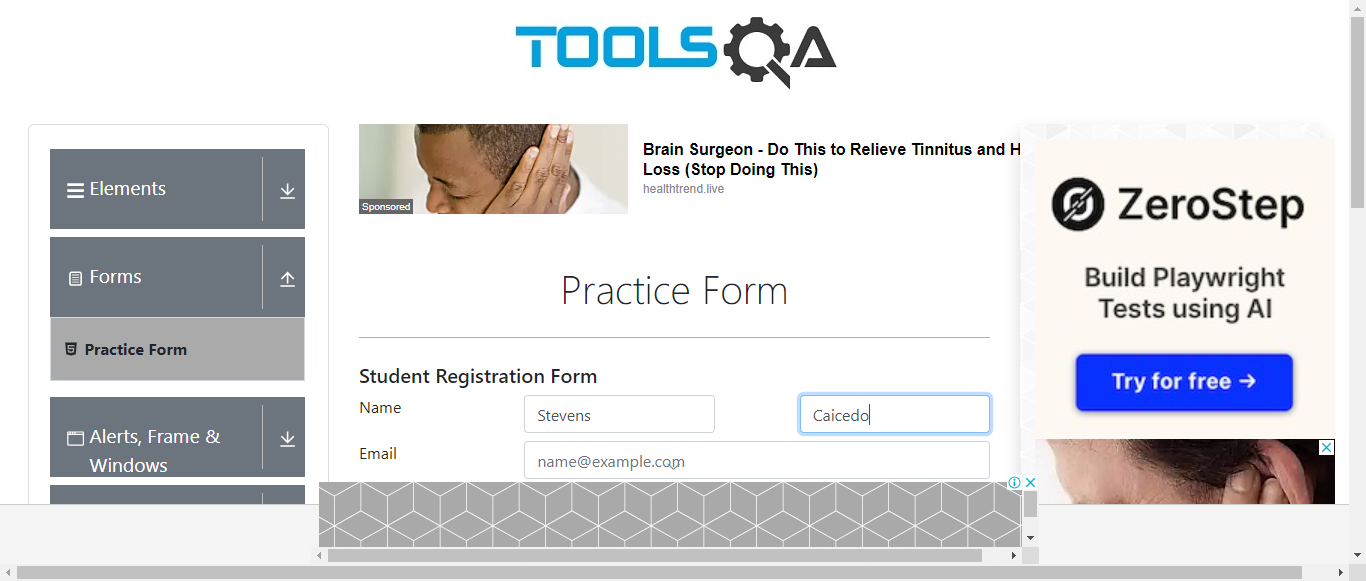 TOOLSQA
Elements
Forms
Practice Form
Alerts, Frame &
Windows
Sponsored
Brain Surgeon - Do This to Relieve Tinnitus and H
Loss (Stop Doing This)
healthtrend.live
Practice Form
Student Registration Form
Name
Stevens
Caicedo
Email
name@example.com
ZeroStep
Build Playwright
Tests using AI
Try for free →